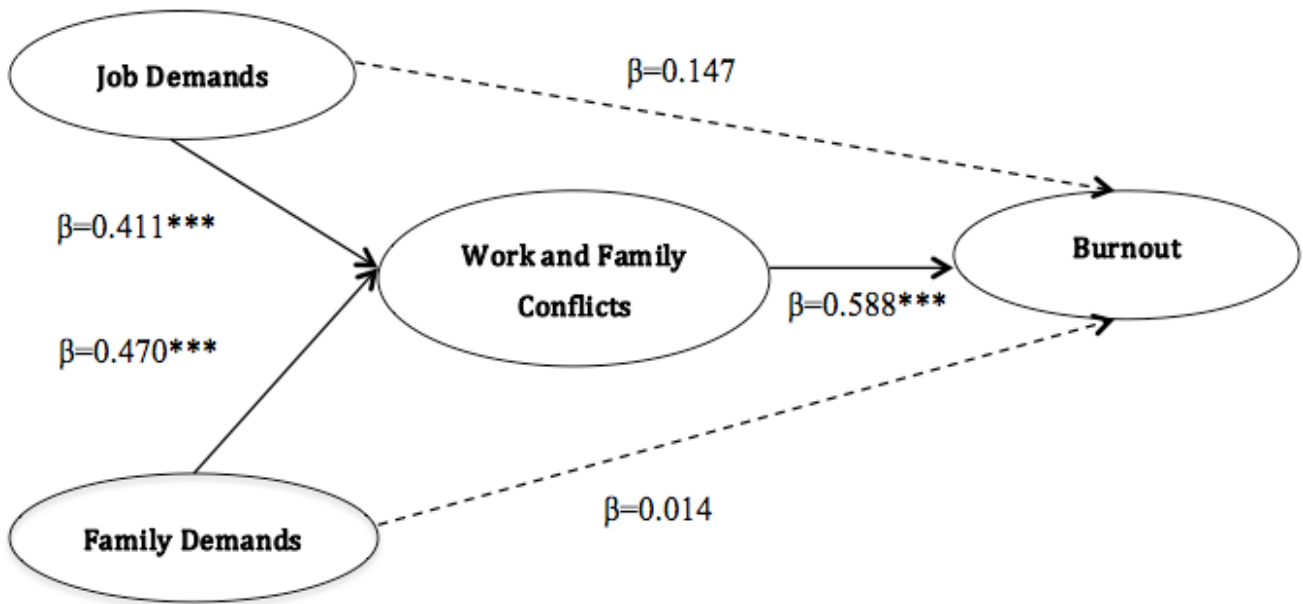 Job Demands
β=0.147
β=0.411***
Work and Family
Conflicts
Burnout
β=0.588***
β=0.470***
β=0.014
Family Demands